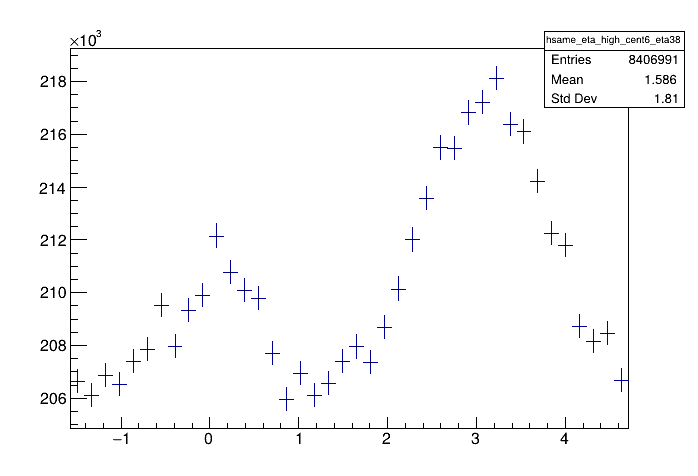 ×10³
hsame_eta_high_cent6_eta38
Entries 8406991
Mean 1.586
Std Dev 1.81
218
216
214
212
210
208
206
−1 0 1 2 3 4